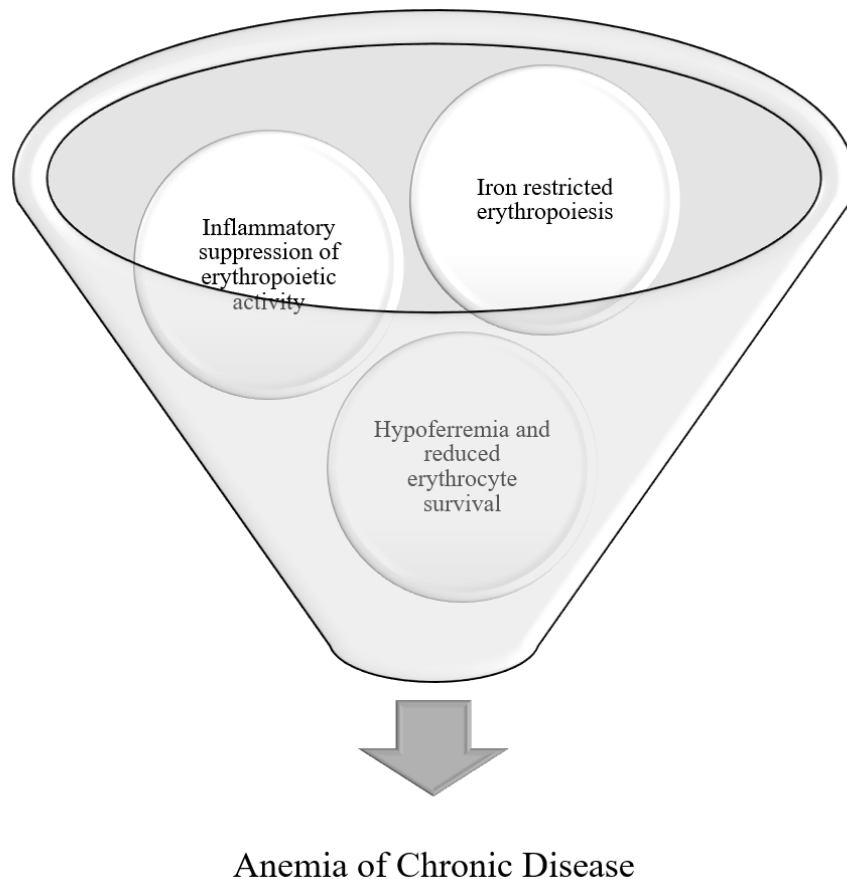 Iron restricted
erythropoiesis
Inflammatory
suppression of
erythropoietic
activity
Hypoferremia and
reduced
erythrocyte
survival
Anemia of Chronic Disease